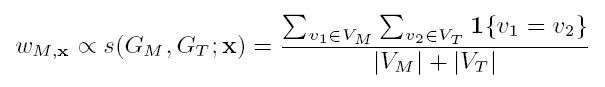 w_{M,\mathbf{x}} \propto s(G_M, G_T; \mathbf{x}) = \frac{\sum_{v_1 \in V_M} \sum_{v_2 \in V_T} \mathbf{1}\{v_1 = v_2\}}{|V_M| + |V_T|}